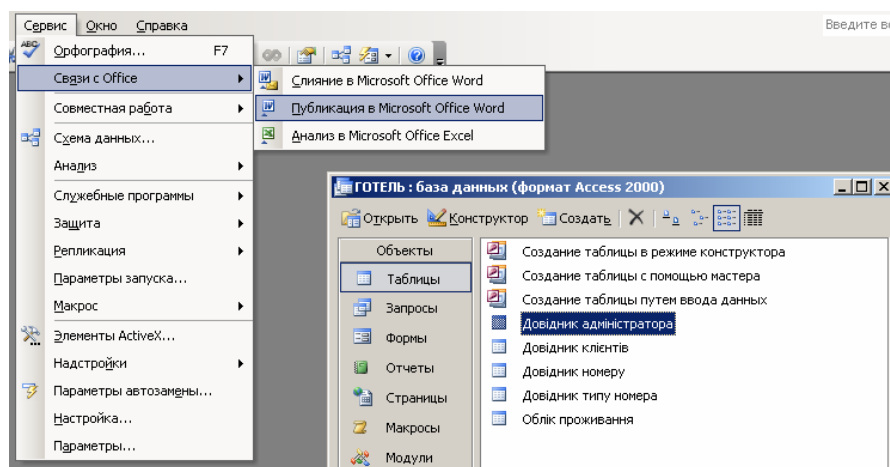 Сервис Окно Справка
Введите во
Орфография... F7
Связи с Office
Совместная работа
Схема данных...
Анализ
Служебные программы
Защита
Репликация
Параметры запуска...
Макрос
Элементы ActiveX...
Надстройки
Параметры автозамены...
Настройка...
Параметры...
Слияние в Microsoft Office Word
Публикация в Microsoft Office Word
Анализ в Microsoft Office Excel
ГОТЕЛЬ : база данных (формат Access 2000)
Открыть Конструктор Создать
Объекты
Таблицы
Запросы
Формы
Отчеты
Страницы
Макросы
Модули
Создание таблицы в режиме конструктора
Создание таблицы с помощью мастера
Создание таблицы путем ввода данных
Довідник адміністратора
Довідник клієнтів
Довідник номеру
Довідник типу номера
Облік проживання